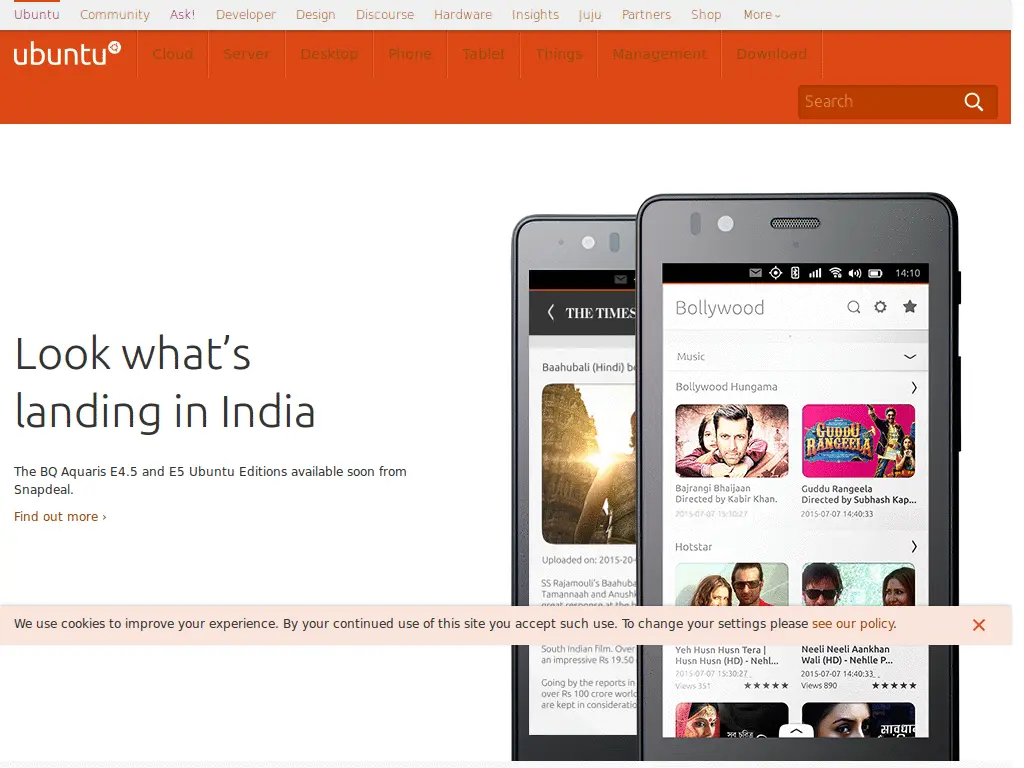 Ubuntu Community Ask! Developer Design Discourse Hardware Insights Juju Partners Shop More
ubuntu Cloud Server Desktop Phone Tablet Things Management Download
Search
Look what's
landing in India
The BQ Aquaris E4.5 and E5 Ubuntu Editions available soon from
Snapdeal.
Find out more ›
THE TIMES
Baahubali (Hindi)
Uploaded on: 2015-20-
SS Rajamouli's Baahuba
Tamannaah and Anushk
great response at the
South Indian Film. Over
an impressive Rs 19.50
Going by the reports in
over Rs 100 crore worl
are kept in consideratio
14:10
Bollywood
Music
Bollywood Hungama
GUDDU
RANGEELA
Bajrangi Bhaijaan
Directed by Kabir Khan.
2015-07-07 15:30:27
Guddu Rangeela
Directed by Subhash Kap...
2015-07-07 14:40:33
Hotstar
We use cookies to improve your experience. By your continued use of this site you accept such use. To change your settings please see our policy.
Yeh Husn Husn Tera |
Husn Husn (HD) - Nehl...
2015-07-07 15:30:27
Views 351
Neeli Neeli Aankhan
Wali (HD) - Nehlle P...
2015-07-07 14:40:33
Views 890
सावधान